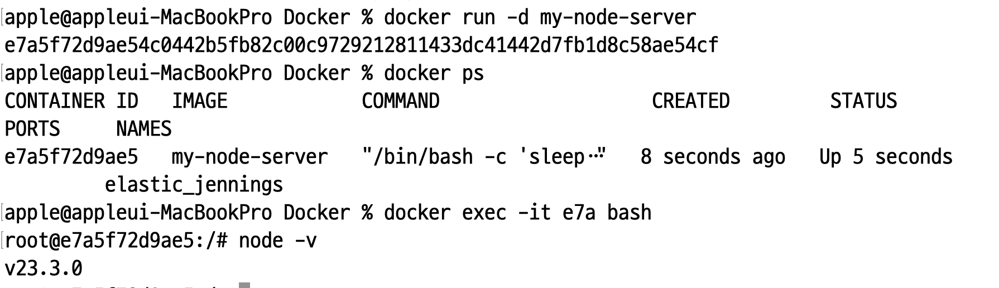 apple@appleui-MacBookPro Docker % docker run -d my-node-server
e7a5f72d9ae54c0442b5fb82c00c9729212811433dc41442d7fb1d8c58ae54cf
apple@appleui-MacBookPro Docker % docker ps
CONTAINER ID   IMAGE            COMMAND                   CREATED         STATUS
PORTS     NAMES
e7a5f72d9ae5   my-node-server   "/bin/bash -c 'sleep…"   8 seconds ago   Up 5 seconds
         elastic_jennings
apple@appleui-MacBookPro Docker % docker exec -it e7a bash
root@e7a5f72d9ae5:/# node -v
v23.3.0